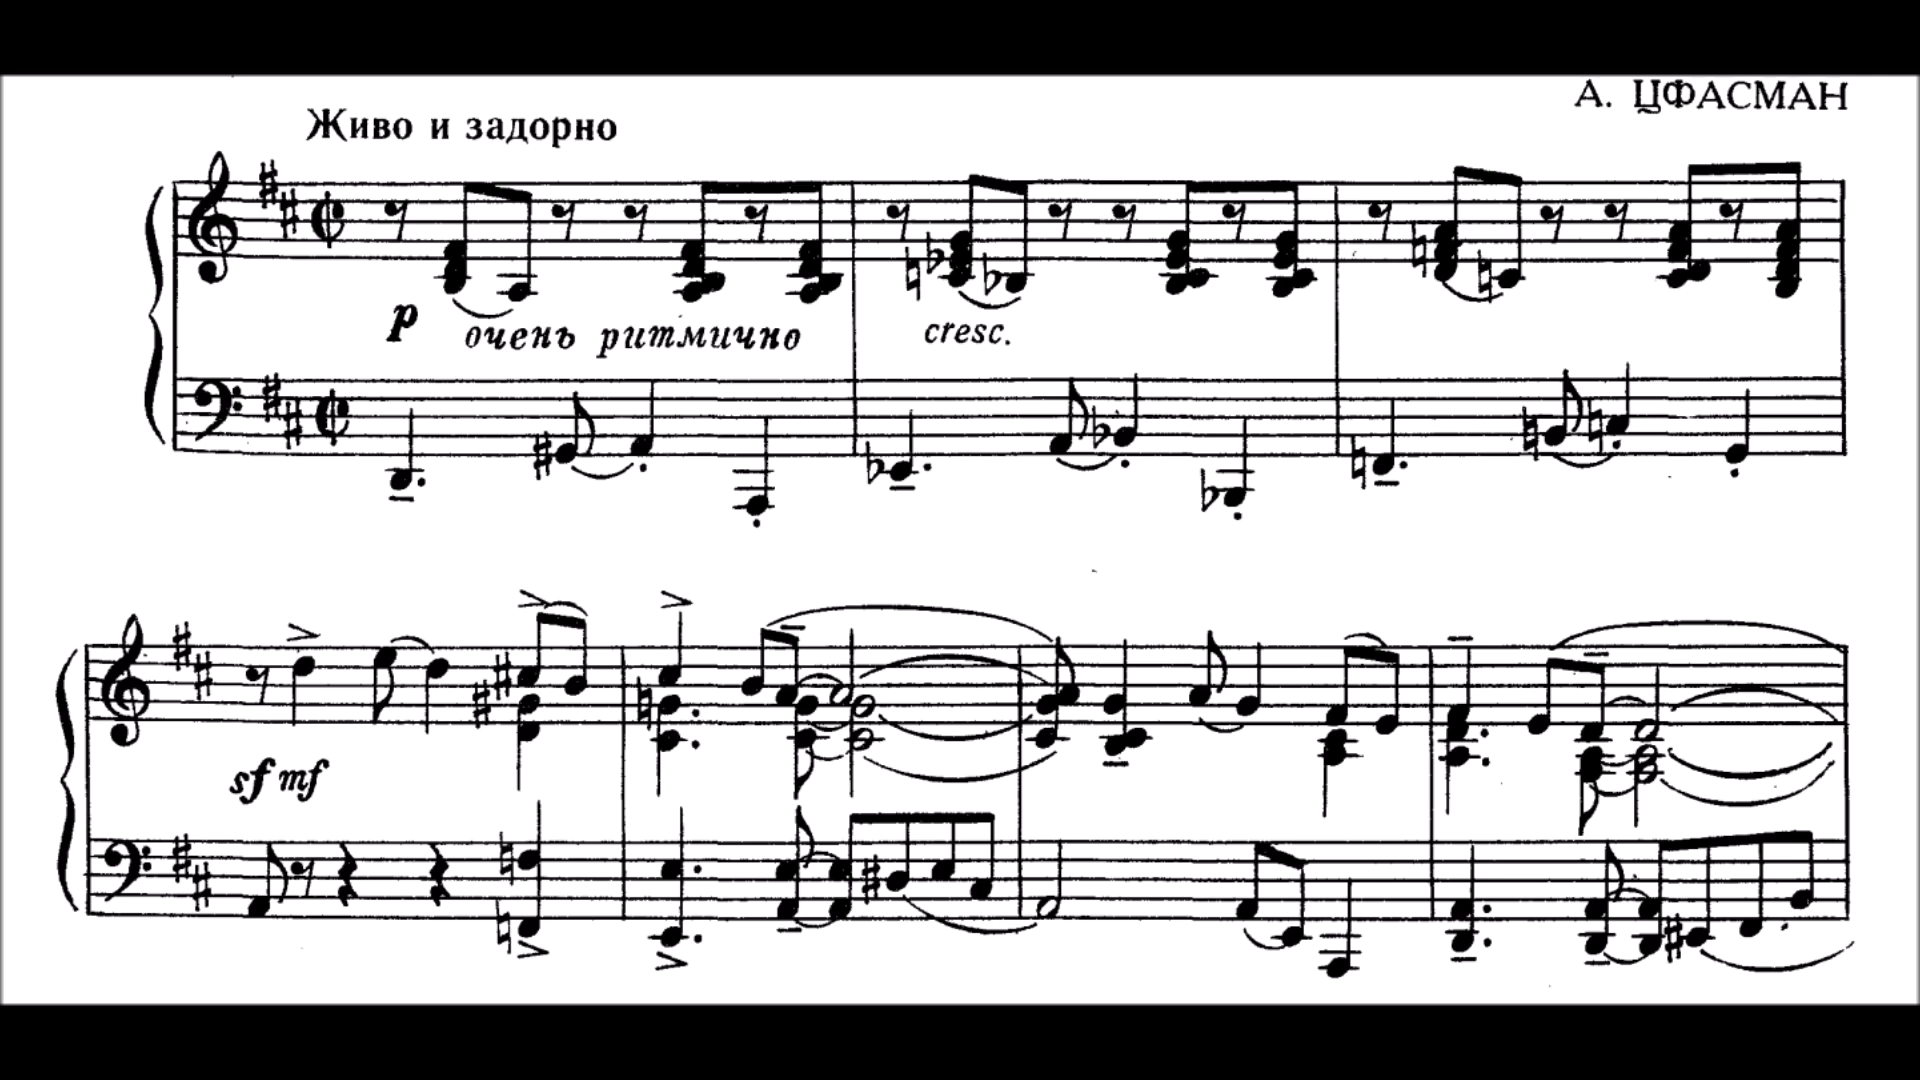 А. ЦФАСМАН
Живо и задорно
p очень ритмично cresc.
sf mf